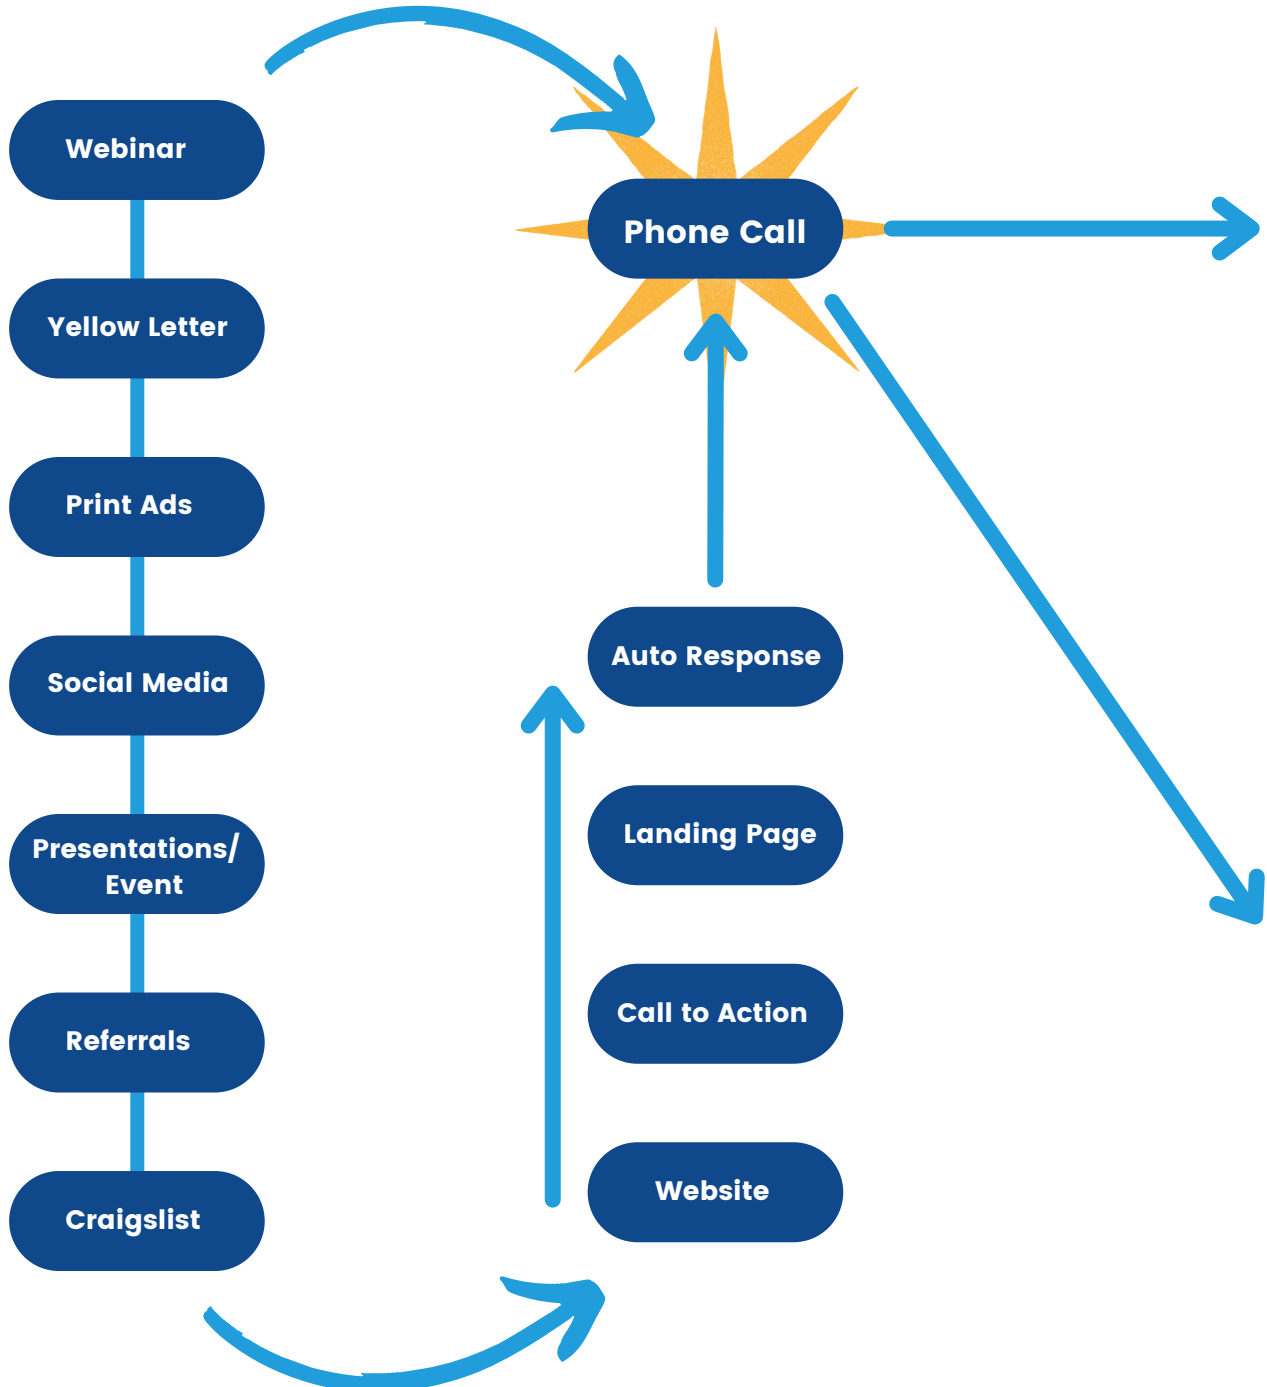 Webinar
Yellow Letter
Print Ads
Social Media
Presentations/
Event
Referrals
Craigslist
Phone Call
Auto Response
Landing Page
Call to Action
Website